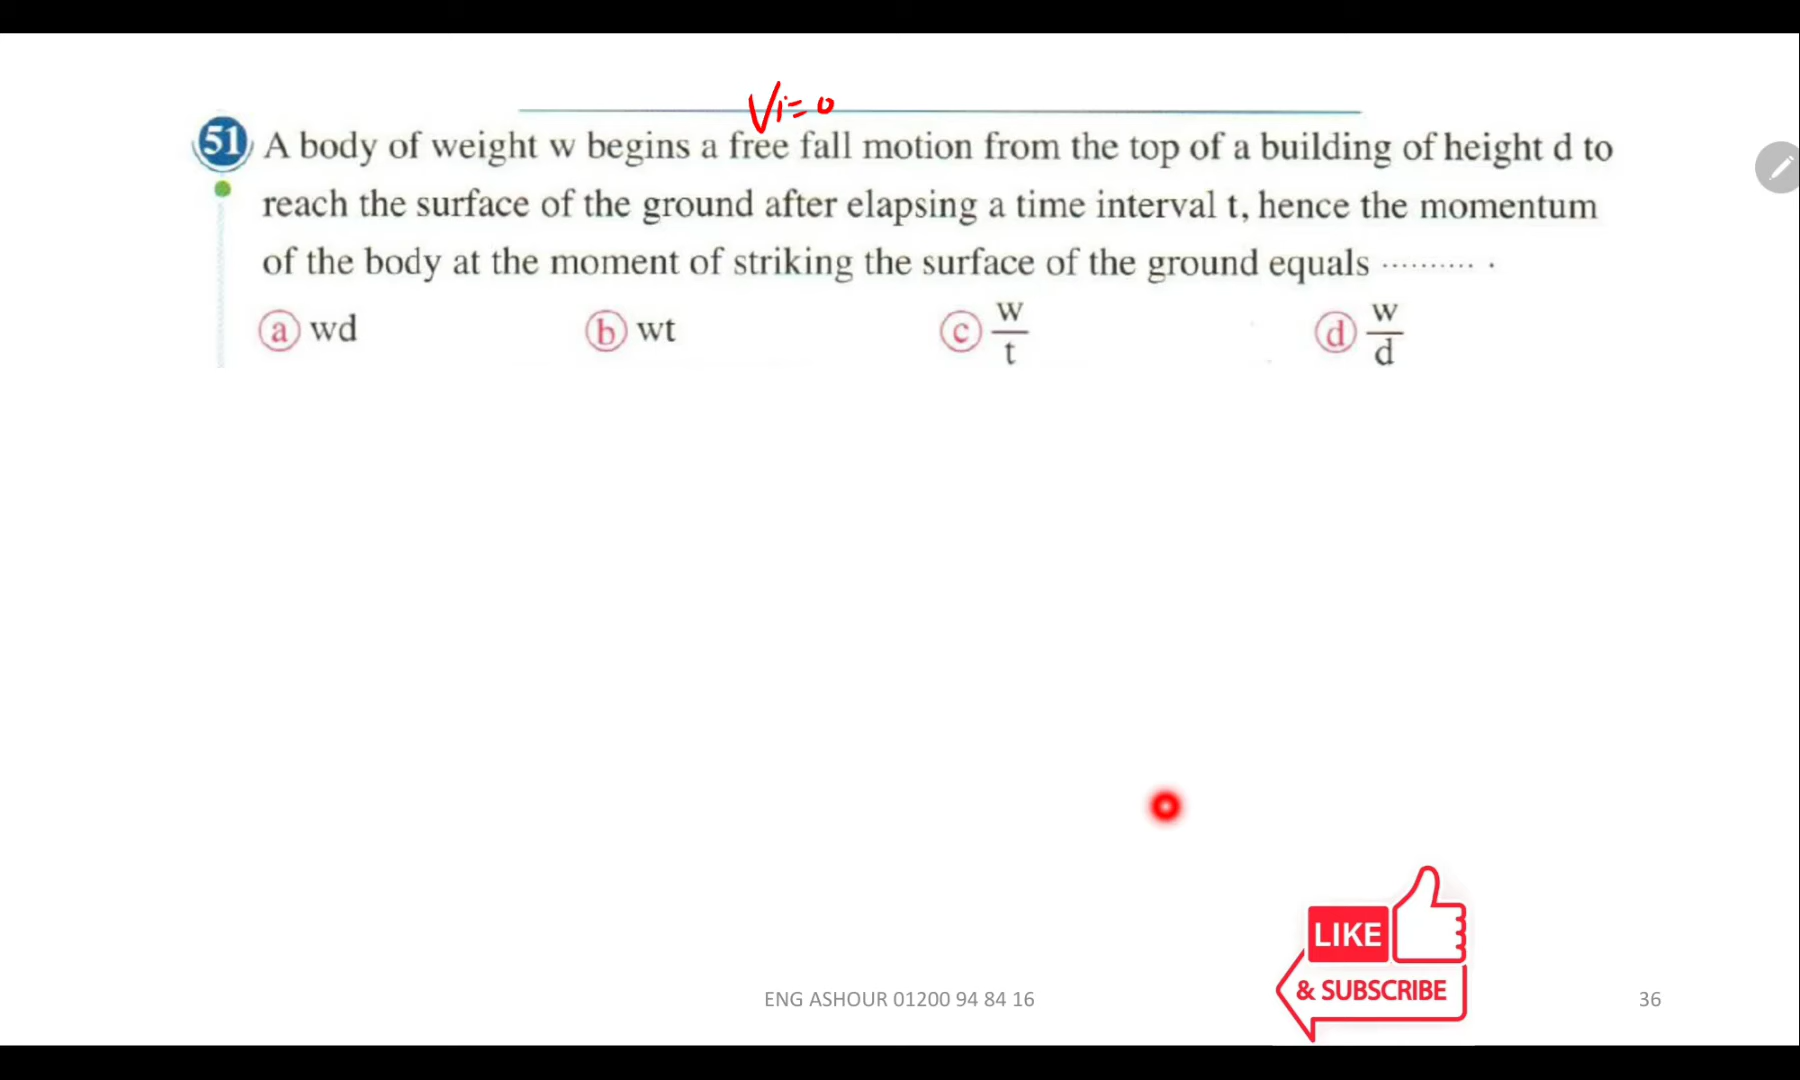 Vi=0
51 A body of weight w begins a free fall motion from the top of a building of height d to
reach the surface of the ground after elapsing a time interval t, hence the momentum
of the body at the moment of striking the surface of the ground equals .......... .
a wd b wt c w/t d w/d
LIKE
& SUBSCRIBE
ENG ASHOUR 01200 94 84 16 36